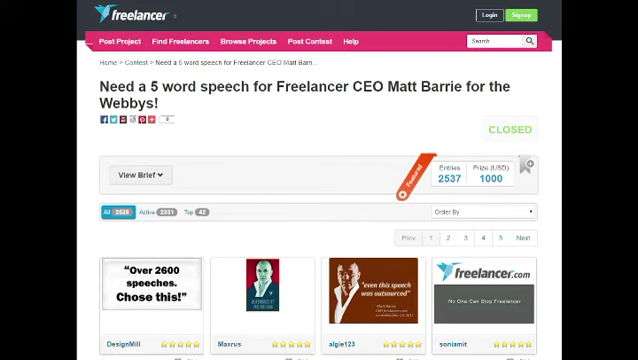 freelancer
Login
Signup
Post Project
Find Freelancers
Browse Projects
Post Contest
Help
Search
Home > Contest > Need a 5 word speech for Freelancer CEO Matt Barri...
Need a 5 word speech for Freelancer CEO Matt Barrie for the
Webbys!
0
CLOSED
View Brief
Featured
Entries
2537
Prize (USD)
1000
All 2538
Active 2331
Top 42
Order By
Prev 1 2 3 4 5 Next
"Over 2600
speeches.
Chose this!"
"even this speech
was outsourced"
freelancer.com
No One Can Stop Freelancer
DesignMill
Maxrus
algie123
soniamit